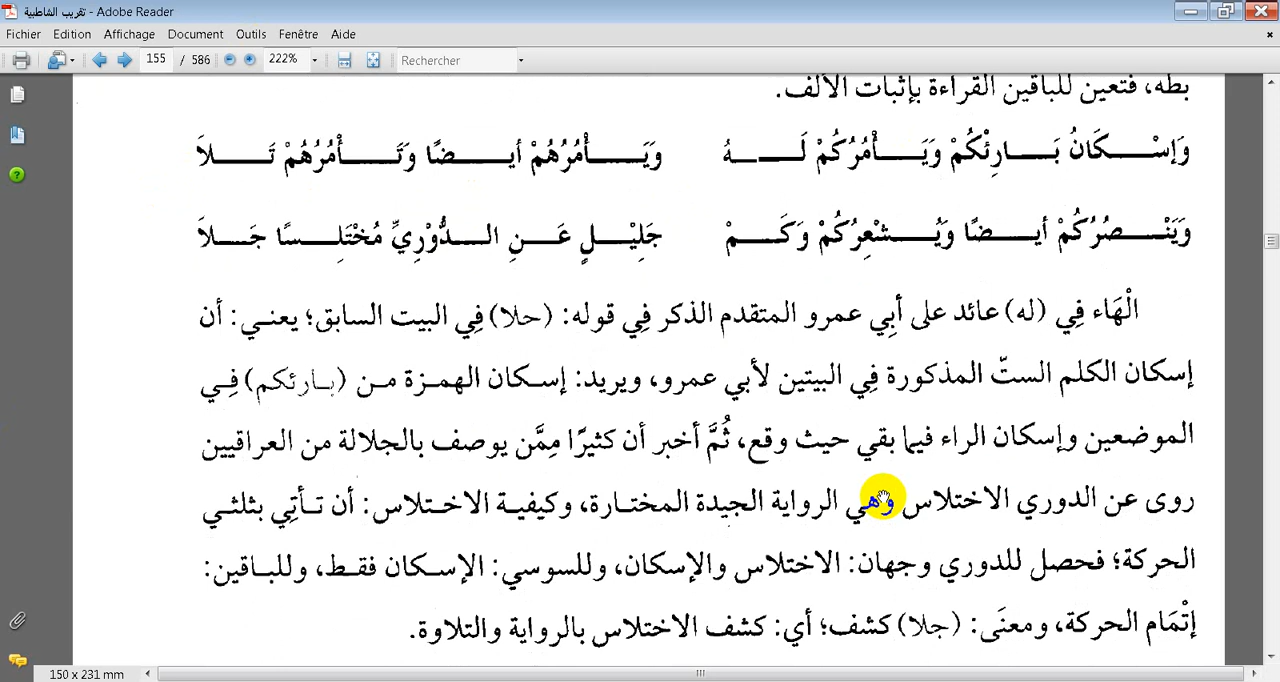 تقريب الشاطبية - Adobe Reader
Fichier Edition Affichage Document Outils Fenêtre Aide
155 / 586 222% Rechercher
بطه، فتعين للباقين القراءة بإثبات الألف.
وَإِسْكَانُ بَارِئِكُمْ وَيَأْمُرُكُمْ لَهُ وَيَأْمُرُهُمْ أيضًا وَتَأْمُرُهُمْ تَلاَ
وَيَنْصُرُكُمْ أيضًا وَيُشْعِرُكُمْ وَكَمْ جَلِيْلٍ عَنِ الدُّوْرِيِّ مُخْتَلِسًا جَلاَ
الْهَاء فِي (له) عائد على أبِي عمرو المتقدم الذكر فِي قوله: (حلا) فِي البيت السابق؛ يعني: أن
إسكان الكلم الستّ المذكورة فِي البيتين لأبي عمرو، ويريد: إسكان الهمزة من (بارئكم) فِي
الموضعين وإسكان الراء فيما بقي حيث وقع، ثُمَّ أخبر أن كثيرًا مِمَّن يوصف بالجلالة من العراقيين
روى عن الدوري الاختلاس وهي الرواية الجيدة المختارة، وكيفية الاختلاس: أن تأتِي بثلثي
الحركة؛ فحصل للدوري وجهان: الاختلاس والإسكان، وللسوسي: الإسكان فقط، وللباقين:
إتْمَام الحركة، ومعنَى: (جلا) كشف؛ أي: كشف الاختلاس بالرواية والتلاوة.
150 x 231 mm